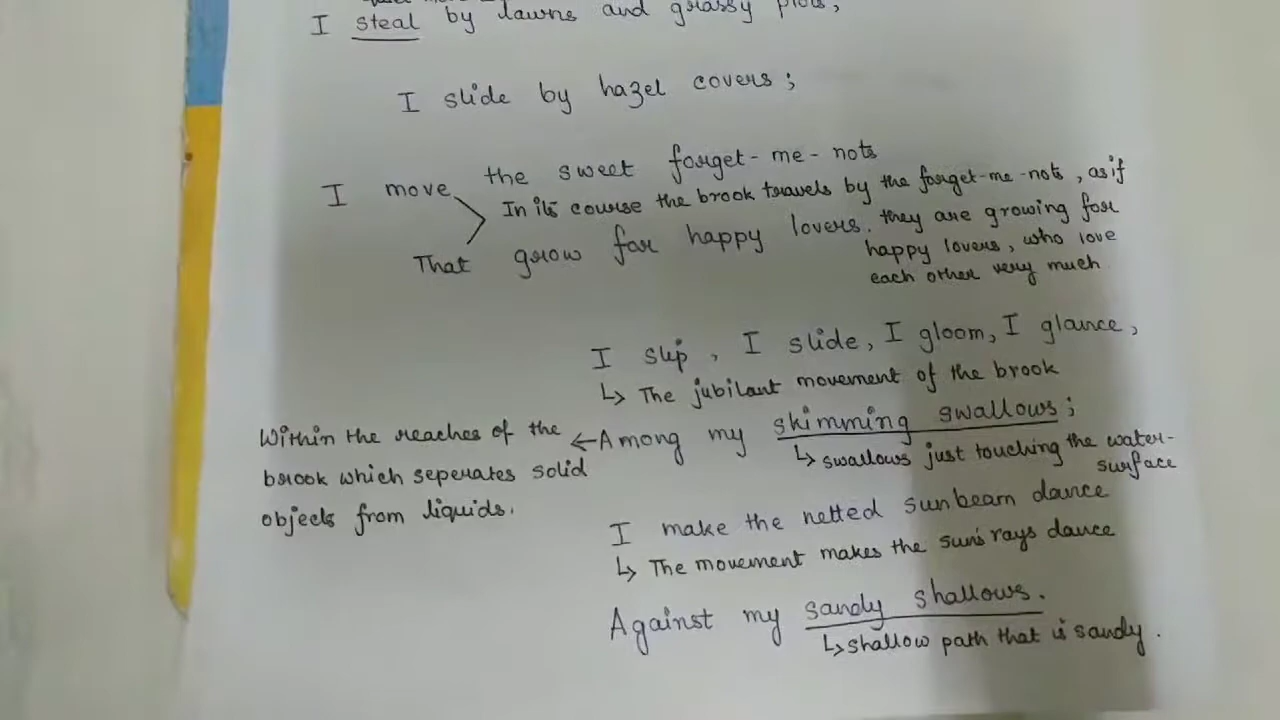 I steal by lawns and grassy plots,
I slide by hazel covers;
I move the sweet forget-me-nots
In its course the brook travels by the forget-me-nots, as if
they are growing for
happy lovers, who love
each other very much
That grow for happy lovers.
I slip, I slide, I gloom, I glance,
↳ The jubilant movement of the brook
Among my skimming swallows;
↳ swallows just touching the water-
surface
Within the reaches of the
brook which seperates solid
objects from liquids.
I make the netted sunbeam dance
↳ The movement makes the sun's rays dance
Against my sandy shallows.
↳ shallow path that is sandy.